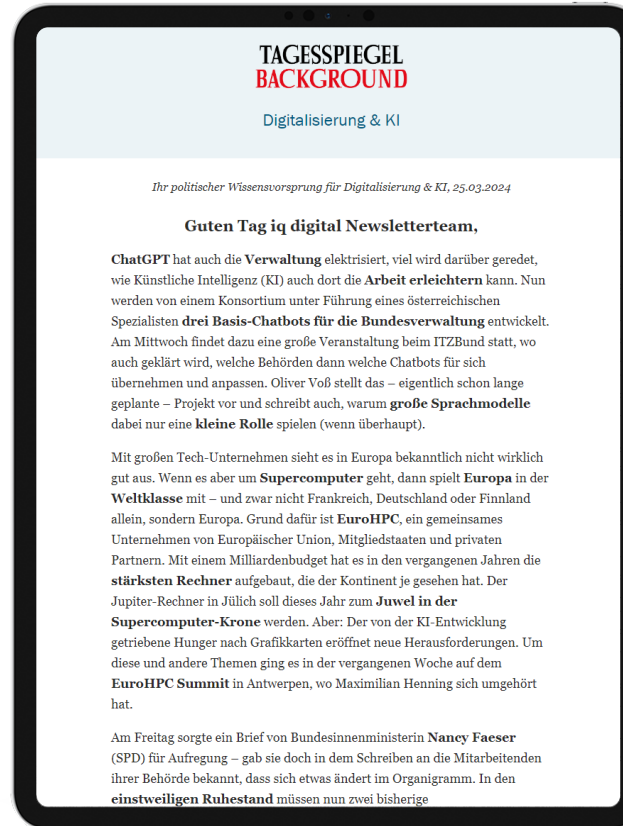 TAGESSPIEGEL
BACKGROUND
Digitalisierung & KI
Ihr politischer Wissensvorsprung für Digitalisierung & KI, 25.03.2024
Guten Tag iq digital Newsletterteam,
ChatGPT hat auch die Verwaltung elektrisiert, viel wird darüber geredet,
wie Künstliche Intelligenz (KI) auch dort die Arbeit erleichtern kann. Nun
werden von einem Konsortium unter Führung eines österreichischen
Spezialisten drei Basis-Chatbots für die Bundesverwaltung entwickelt.
Am Mittwoch findet dazu eine große Veranstaltung beim ITZBund statt, wo
auch geklärt wird, welche Behörden dann welche Chatbots für sich
übernehmen und anpassen. Oliver Voß stellt das – eigentlich schon lange
geplante – Projekt vor und schreibt auch, warum große Sprachmodelle
dabei nur eine kleine Rolle spielen (wenn überhaupt).
Mit großen Tech-Unternehmen sieht es in Europa bekanntlich nicht wirklich
gut aus. Wenn es aber um Supercomputer geht, dann spielt Europa in der
Weltklasse mit – und zwar nicht Frankreich, Deutschland oder Finnland
allein, sondern Europa. Grund dafür ist EuroHPC, ein gemeinsames
Unternehmen von Europäischer Union, Mitgliedstaaten und privaten
Partnern. Mit einem Milliardenbudget hat es in den vergangenen Jahren die
stärksten Rechner aufgebaut, die der Kontinent je gesehen hat. Der
Jupiter-Rechner in Jülich soll dieses Jahr zum Juwel in der
Supercomputer-Krone werden. Aber: Der von der KI-Entwicklung
getriebene Hunger nach Grafikkarten eröffnet neue Herausforderungen. Um
diese und andere Themen ging es in der vergangenen Woche auf dem
EuroHPC Summit in Antwerpen, wo Maximilian Henning sich umgehört
hat.
Am Freitag sorgte ein Brief von Bundesinnenministerin Nancy Faeser
(SPD) für Aufregung – gab sie doch in dem Schreiben an die Mitarbeitenden
ihrer Behörde bekannt, dass sich etwas ändert im Organigramm. In den
einstweiligen Ruhestand müssen nun zwei bisherige